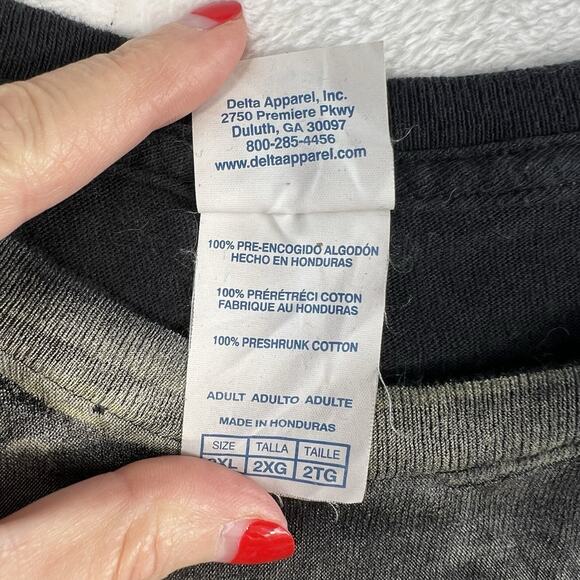 Delta Apparel, Inc.
2750 Premiere Pkwy
Duluth, GA 30097
800-285-4456
www.deltaapparel.com
100% PRE-ENCOGIDO ALGODÓN
HECHO EN HONDURAS
100% PRÉRÉTRÉCI COTON
FABRIQUE AU HONDURAS
100% PRESHRUNK COTTON
ADULT ADULTO ADULTE
MADE IN HONDURAS
SIZE TALLA TAILLE
2XL 2XG 2TG